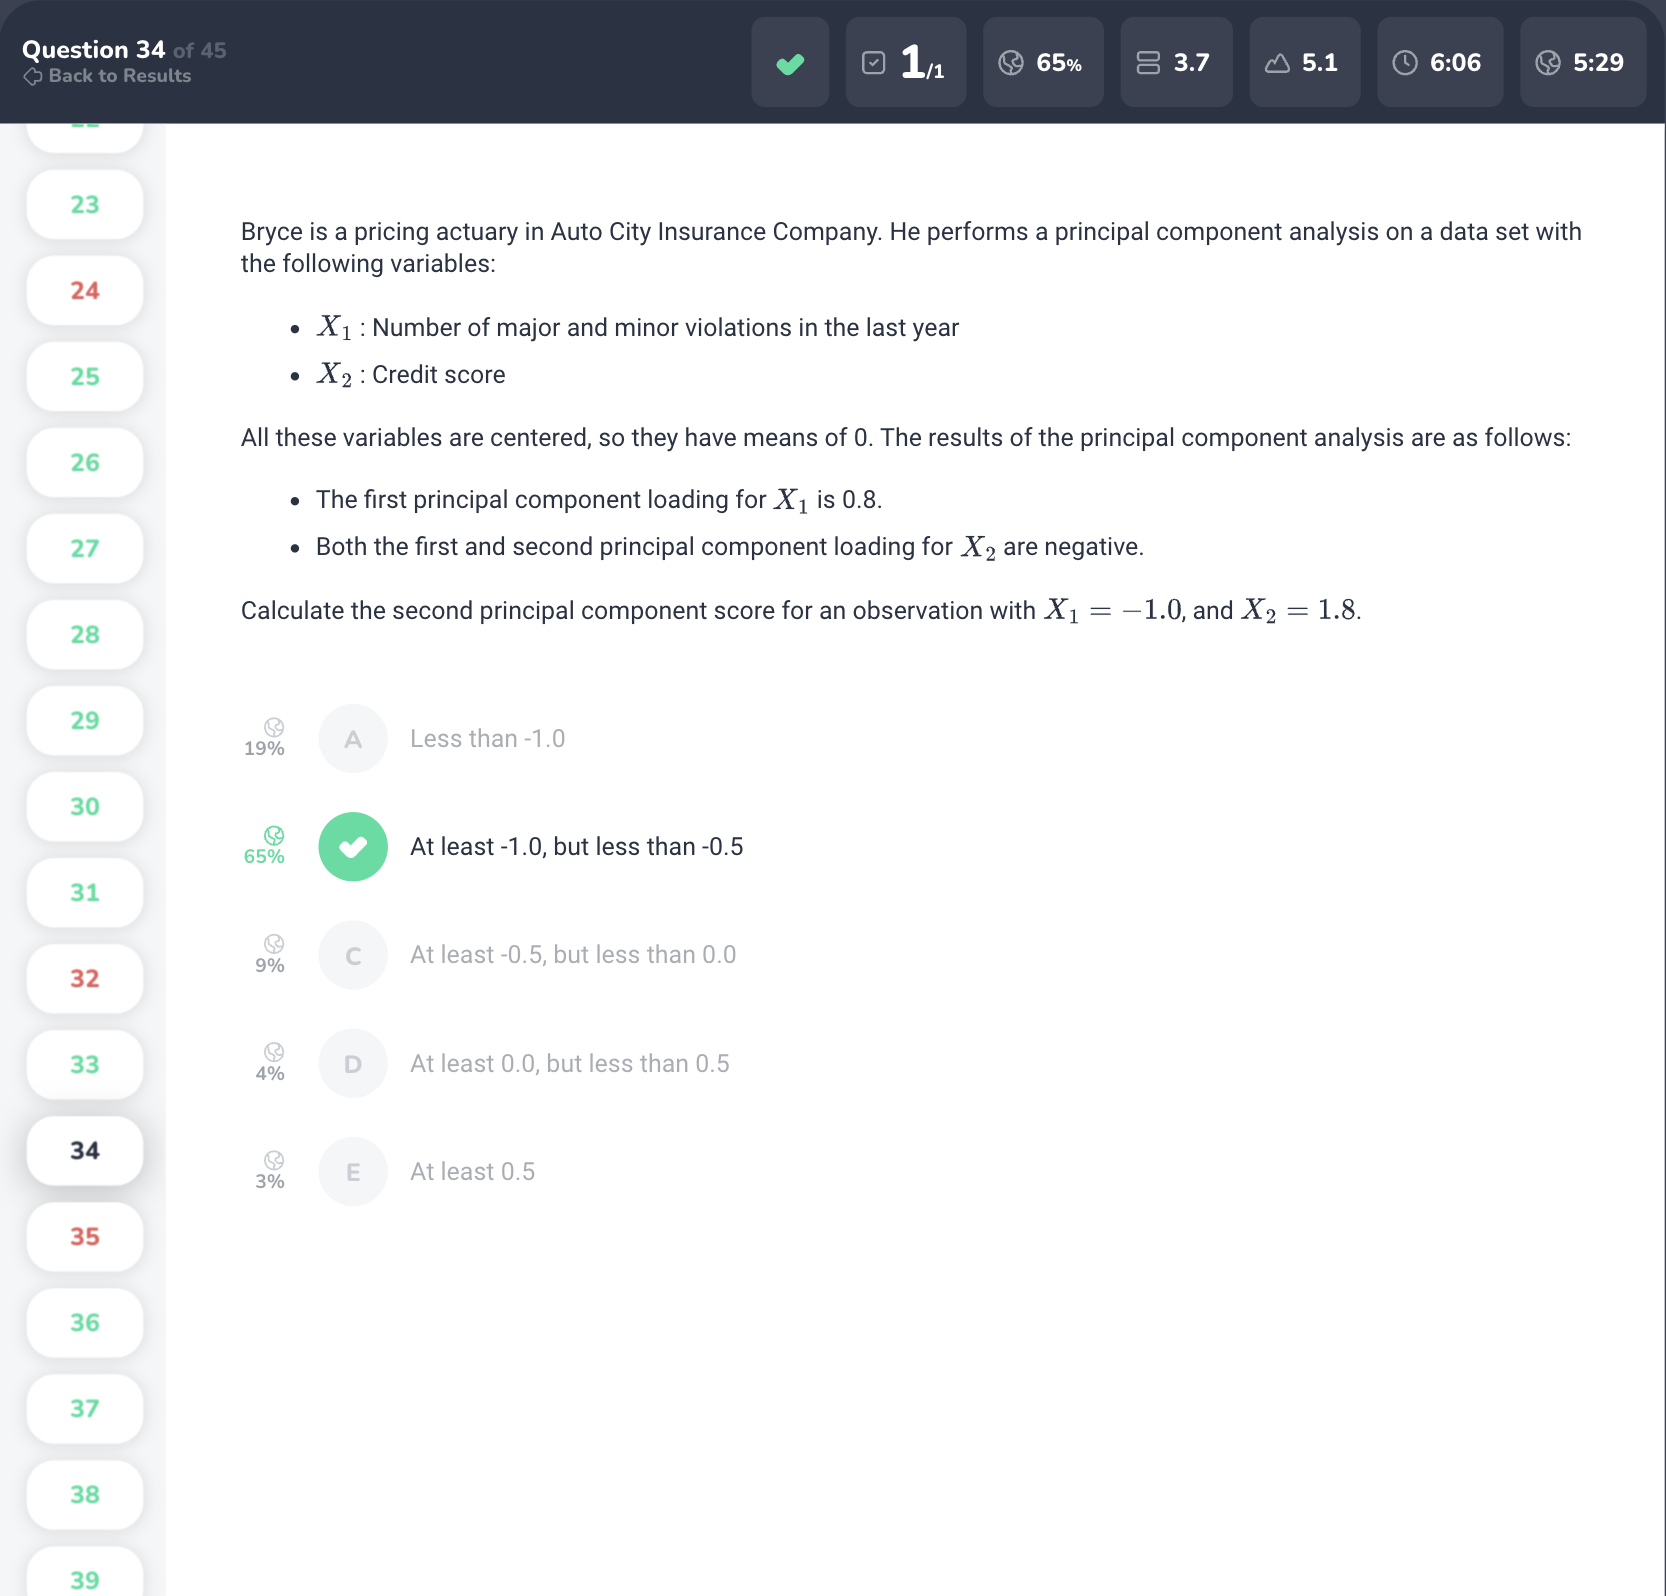 Question 34 of 45
Back to Results
1/1
65%
3.7
5.1
6:06
5:29
23
24
25
26
27
28
29
30
31
32
33
34
35
36
37
38
39
Bryce is a pricing actuary in Auto City Insurance Company. He performs a principal component analysis on a data set with
the following variables:
• X₁ : Number of major and minor violations in the last year
• X₂ : Credit score
All these variables are centered, so they have means of 0. The results of the principal component analysis are as follows:
• The first principal component loading for X₁ is 0.8.
• Both the first and second principal component loading for X₂ are negative.
Calculate the second principal component score for an observation with X₁ = −1.0, and X₂ = 1.8.
19% A Less than -1.0
65% At least -1.0, but less than -0.5
9% C At least -0.5, but less than 0.0
4% D At least 0.0, but less than 0.5
3% E At least 0.5